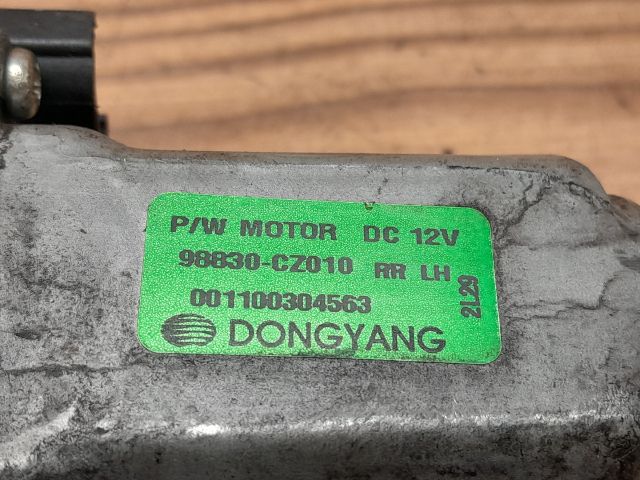 P/W MOTOR DC 12V
98830-CZ010 RR LH
001100304563
2L29
DONGYANG